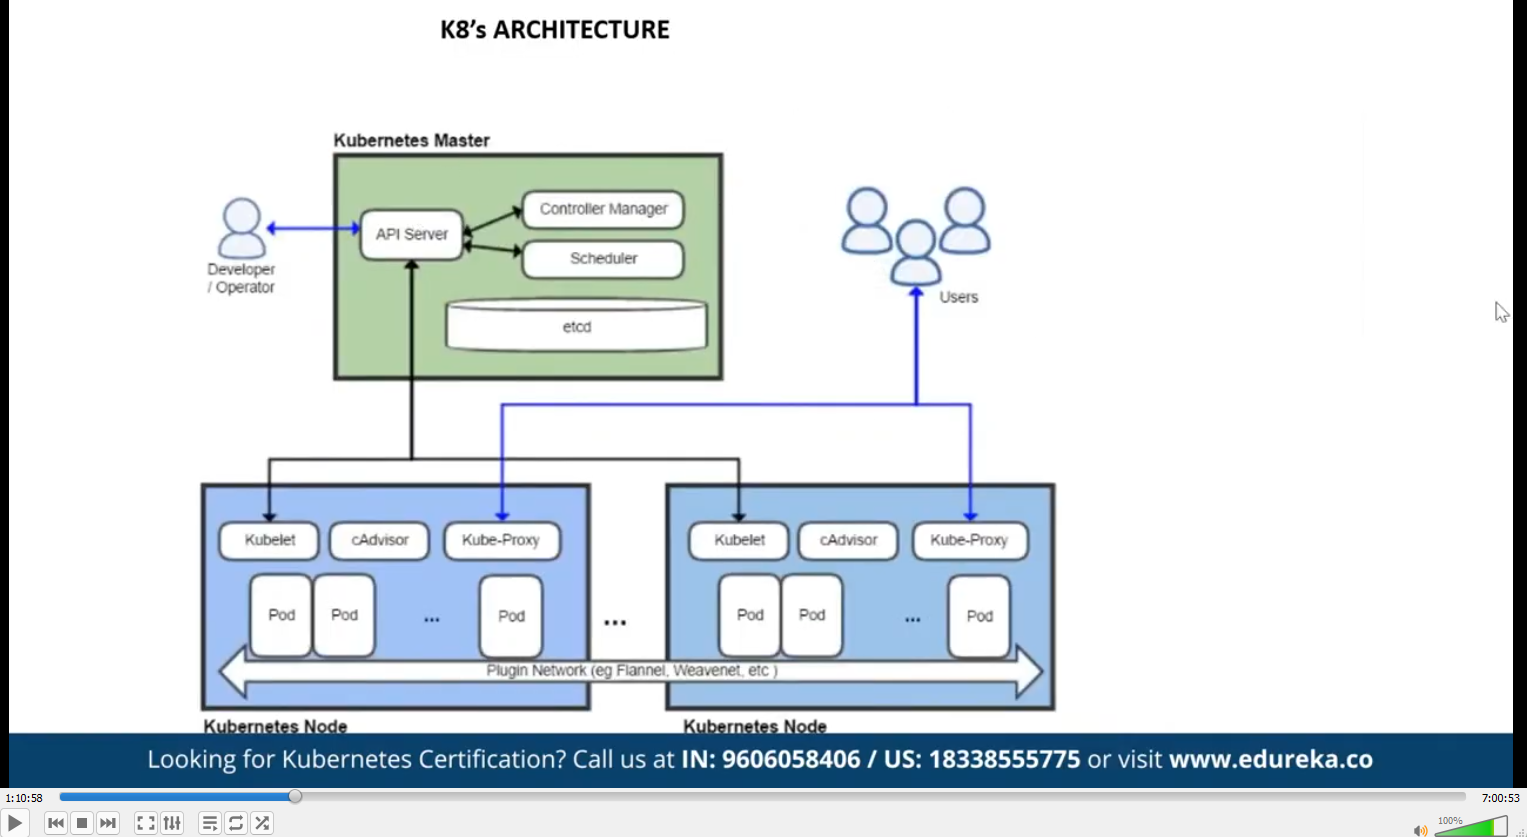 K8's ARCHITECTURE
Kubernetes Master
API Server
Controller Manager
Scheduler
etcd
Developer
/ Operator
Users
Kubelet
cAdvisor
Kube-Proxy
Pod
Pod
...
Pod
...
Kubelet
cAdvisor
Kube-Proxy
Pod
Pod
...
Pod
Plugin Network (eg Flannel, Weavenet, etc )
Kubernetes Node
Kubernetes Node
Looking for Kubernetes Certification? Call us at IN: 9606058406 / US: 18338555775 or visit www.edureka.co
1:10:58
7:00:53
100%